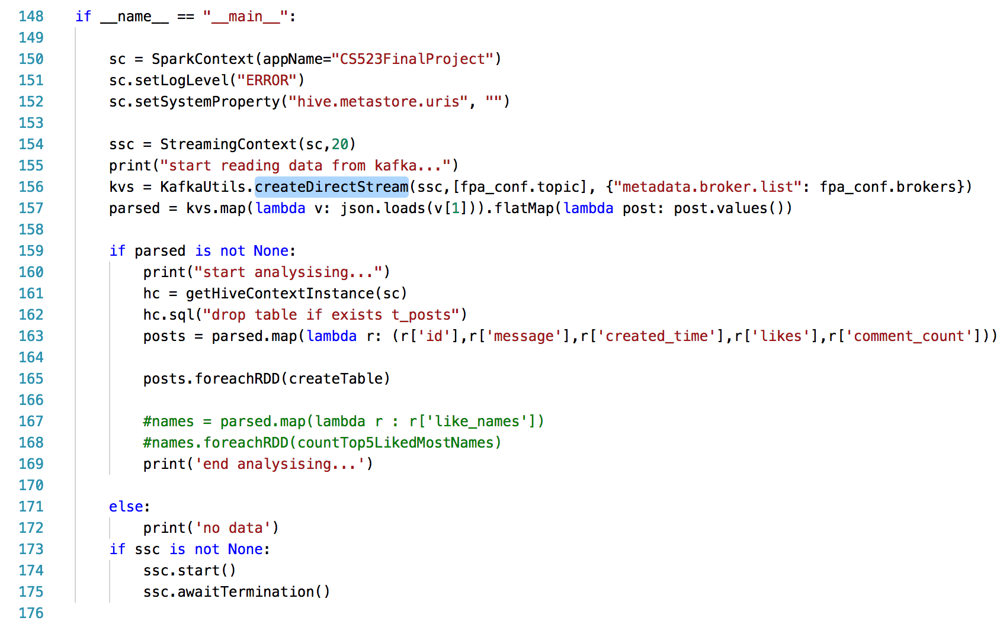 148 if __name__ == "__main__":
149
150 sc = SparkContext(appName="CS523FinalProject")
151 sc.setLogLevel("ERROR")
152 sc.setSystemProperty("hive.metastore.uris", "")
153
154 ssc = StreamingContext(sc,20)
155 print("start reading data from kafka...")
156 kvs = KafkaUtils.createDirectStream(ssc,[fpa_conf.topic], {"metadata.broker.list": fpa_conf.brokers})
157 parsed = kvs.map(lambda v: json.loads(v[1])).flatMap(lambda post: post.values())
158
159 if parsed is not None:
160 print("start analysising...")
161 hc = getHiveContextInstance(sc)
162 hc.sql("drop table if exists t_posts")
163 posts = parsed.map(lambda r: (r['id'],r['message'],r['created_time'],r['likes'],r['comment_count']))
164
165 posts.foreachRDD(createTable)
166
167 #names = parsed.map(lambda r : r['like_names'])
168 #names.foreachRDD(countTop5LikedMostNames)
169 print('end analysising...')
170
171 else:
172 print('no data')
173 if ssc is not None:
174 ssc.start()
175 ssc.awaitTermination()
176